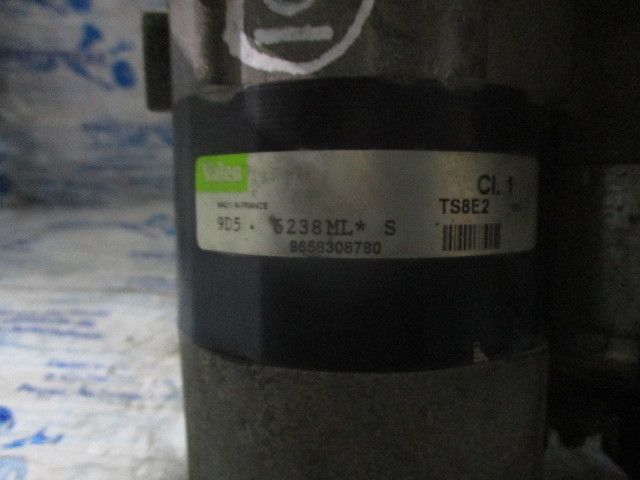 Valeo
MADE IN FRANCE
Cl. 1
TS8E2
9D5 . 6238ML* S
9658308780